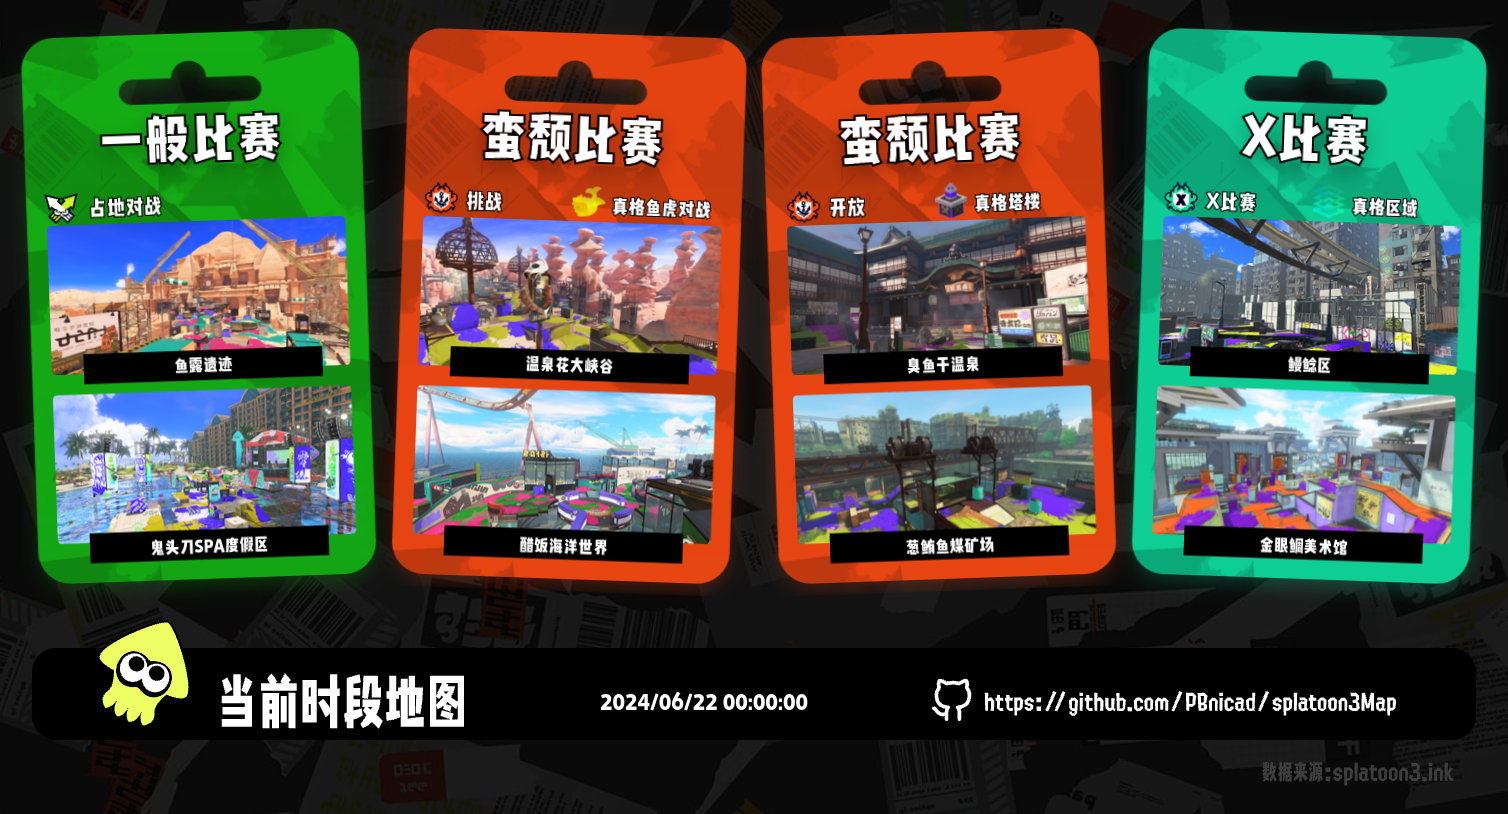 一般比赛
占地对战
鱼露遗迹
鬼头刀SPA度假区
蛮颓比赛
挑战
真格鱼虎对战
温泉花大峡谷
醋饭海洋世界
蛮颓比赛
开放
真格塔楼
臭鱼干温泉
葱鲔鱼煤矿场
X比赛
X比赛
真格区域
鳗鲶区
金眼鲷美术馆
当前时段地图
2024/06/22 00:00:00
https://github.com/PBnicad/splatoon3Map
数据来源:splatoon3.ink